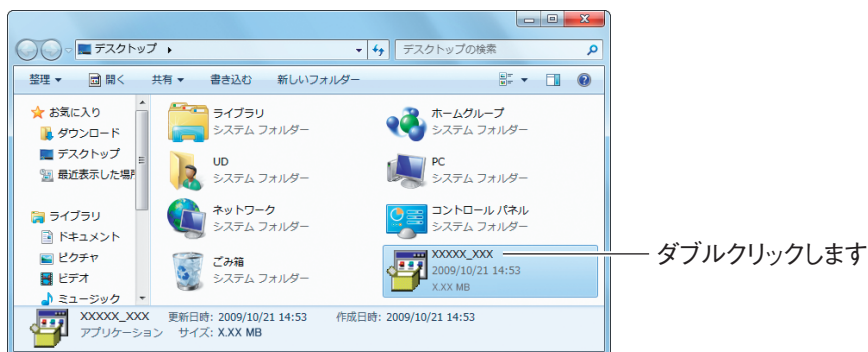 デスクトップ
デスクトップの検索
整理 開く 共有 書き込む 新しいフォルダー
お気に入り
ダウンロード
デスクトップ
最近表示した場所
ライブラリ
ドキュメント
ピクチャ
ビデオ
ミュージック
ライブラリ
システム フォルダー
ホームグループ
システム フォルダー
UD
システム フォルダー
PC
システム フォルダー
ネットワーク
システム フォルダー
コントロール パネル
システム フォルダー
ごみ箱
システム フォルダー
XXXXX_XXX
2009/10/21 14:53
X.XX MB
ダブルクリックします
XXXXX_XXX 更新日時: 2009/10/21 14:53 作成日時: 2009/10/21 14:53
アプリケーション サイズ: X.XX MB